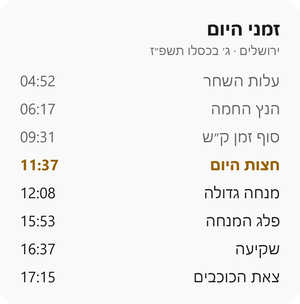 זמני היום
ירושלים · ג׳ בכסלו תשפ״ז
עלות השחר 04:52
הנץ החמה 06:17
סוף זמן ק״ש 09:31
חצות היום 11:37
מנחה גדולה 12:08
פלג המנחה 15:53
שקיעה 16:37
צאת הכוכבים 17:15